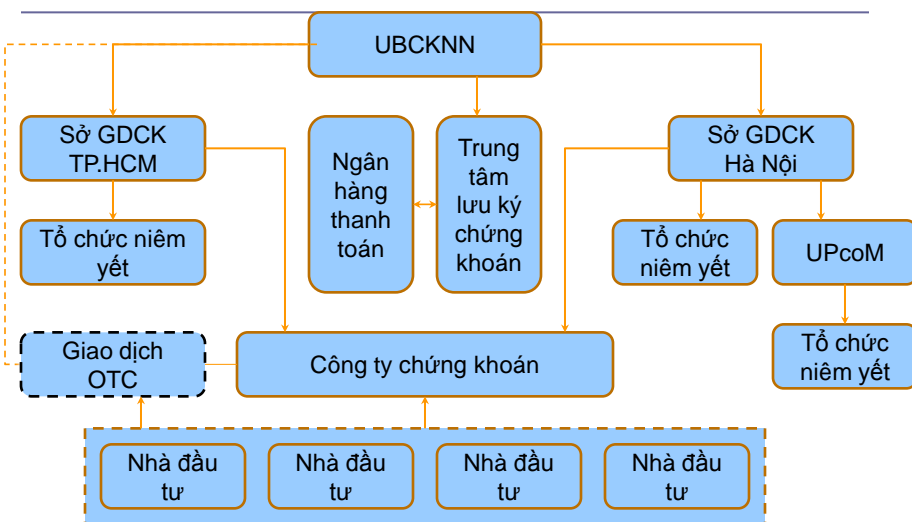 UBCKNN
Sở GDCK
TP.HCM
Ngân
hàng
thanh
toán
Trung
tâm
lưu ký
chứng
khoán
Sở GDCK
Hà Nội
Tổ chức niêm
yết
Tổ chức
niêm yết
UPcoM
Giao dịch
OTC
Công ty chứng khoán
Tổ chức
niêm yết
Nhà đầu
tư
Nhà đầu
tư
Nhà đầu
tư
Nhà đầu
tư